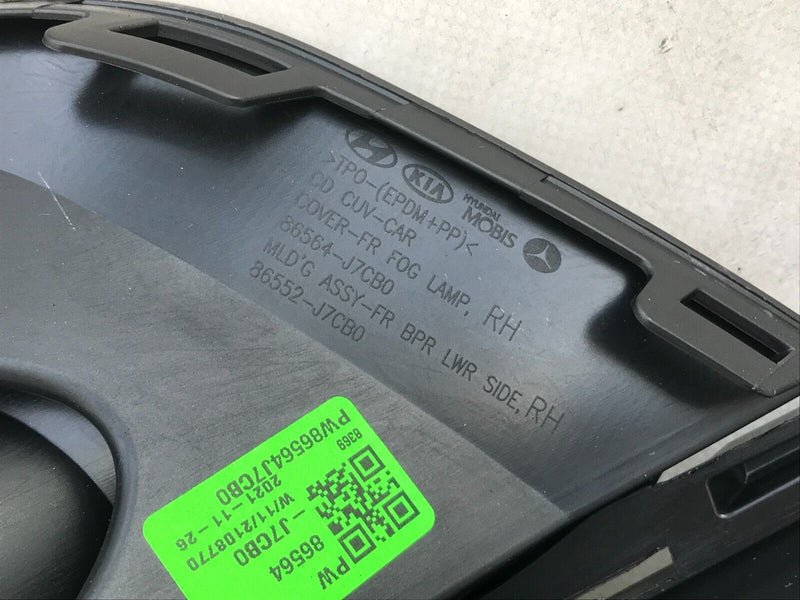 KIA
HYUNDAI
MOBIS
>TPO-(EPDM+PP)<
CD CUV-CAR
COVER-FR FOG LAMP, RH
86564-J7CB0
MLD'G ASSY-FR BPR LWR SIDE, RH
86552-J7CB0
8369
PW86564J7CB0
2021-11-26
W/11/2108770
PW
86564
-J7CB0